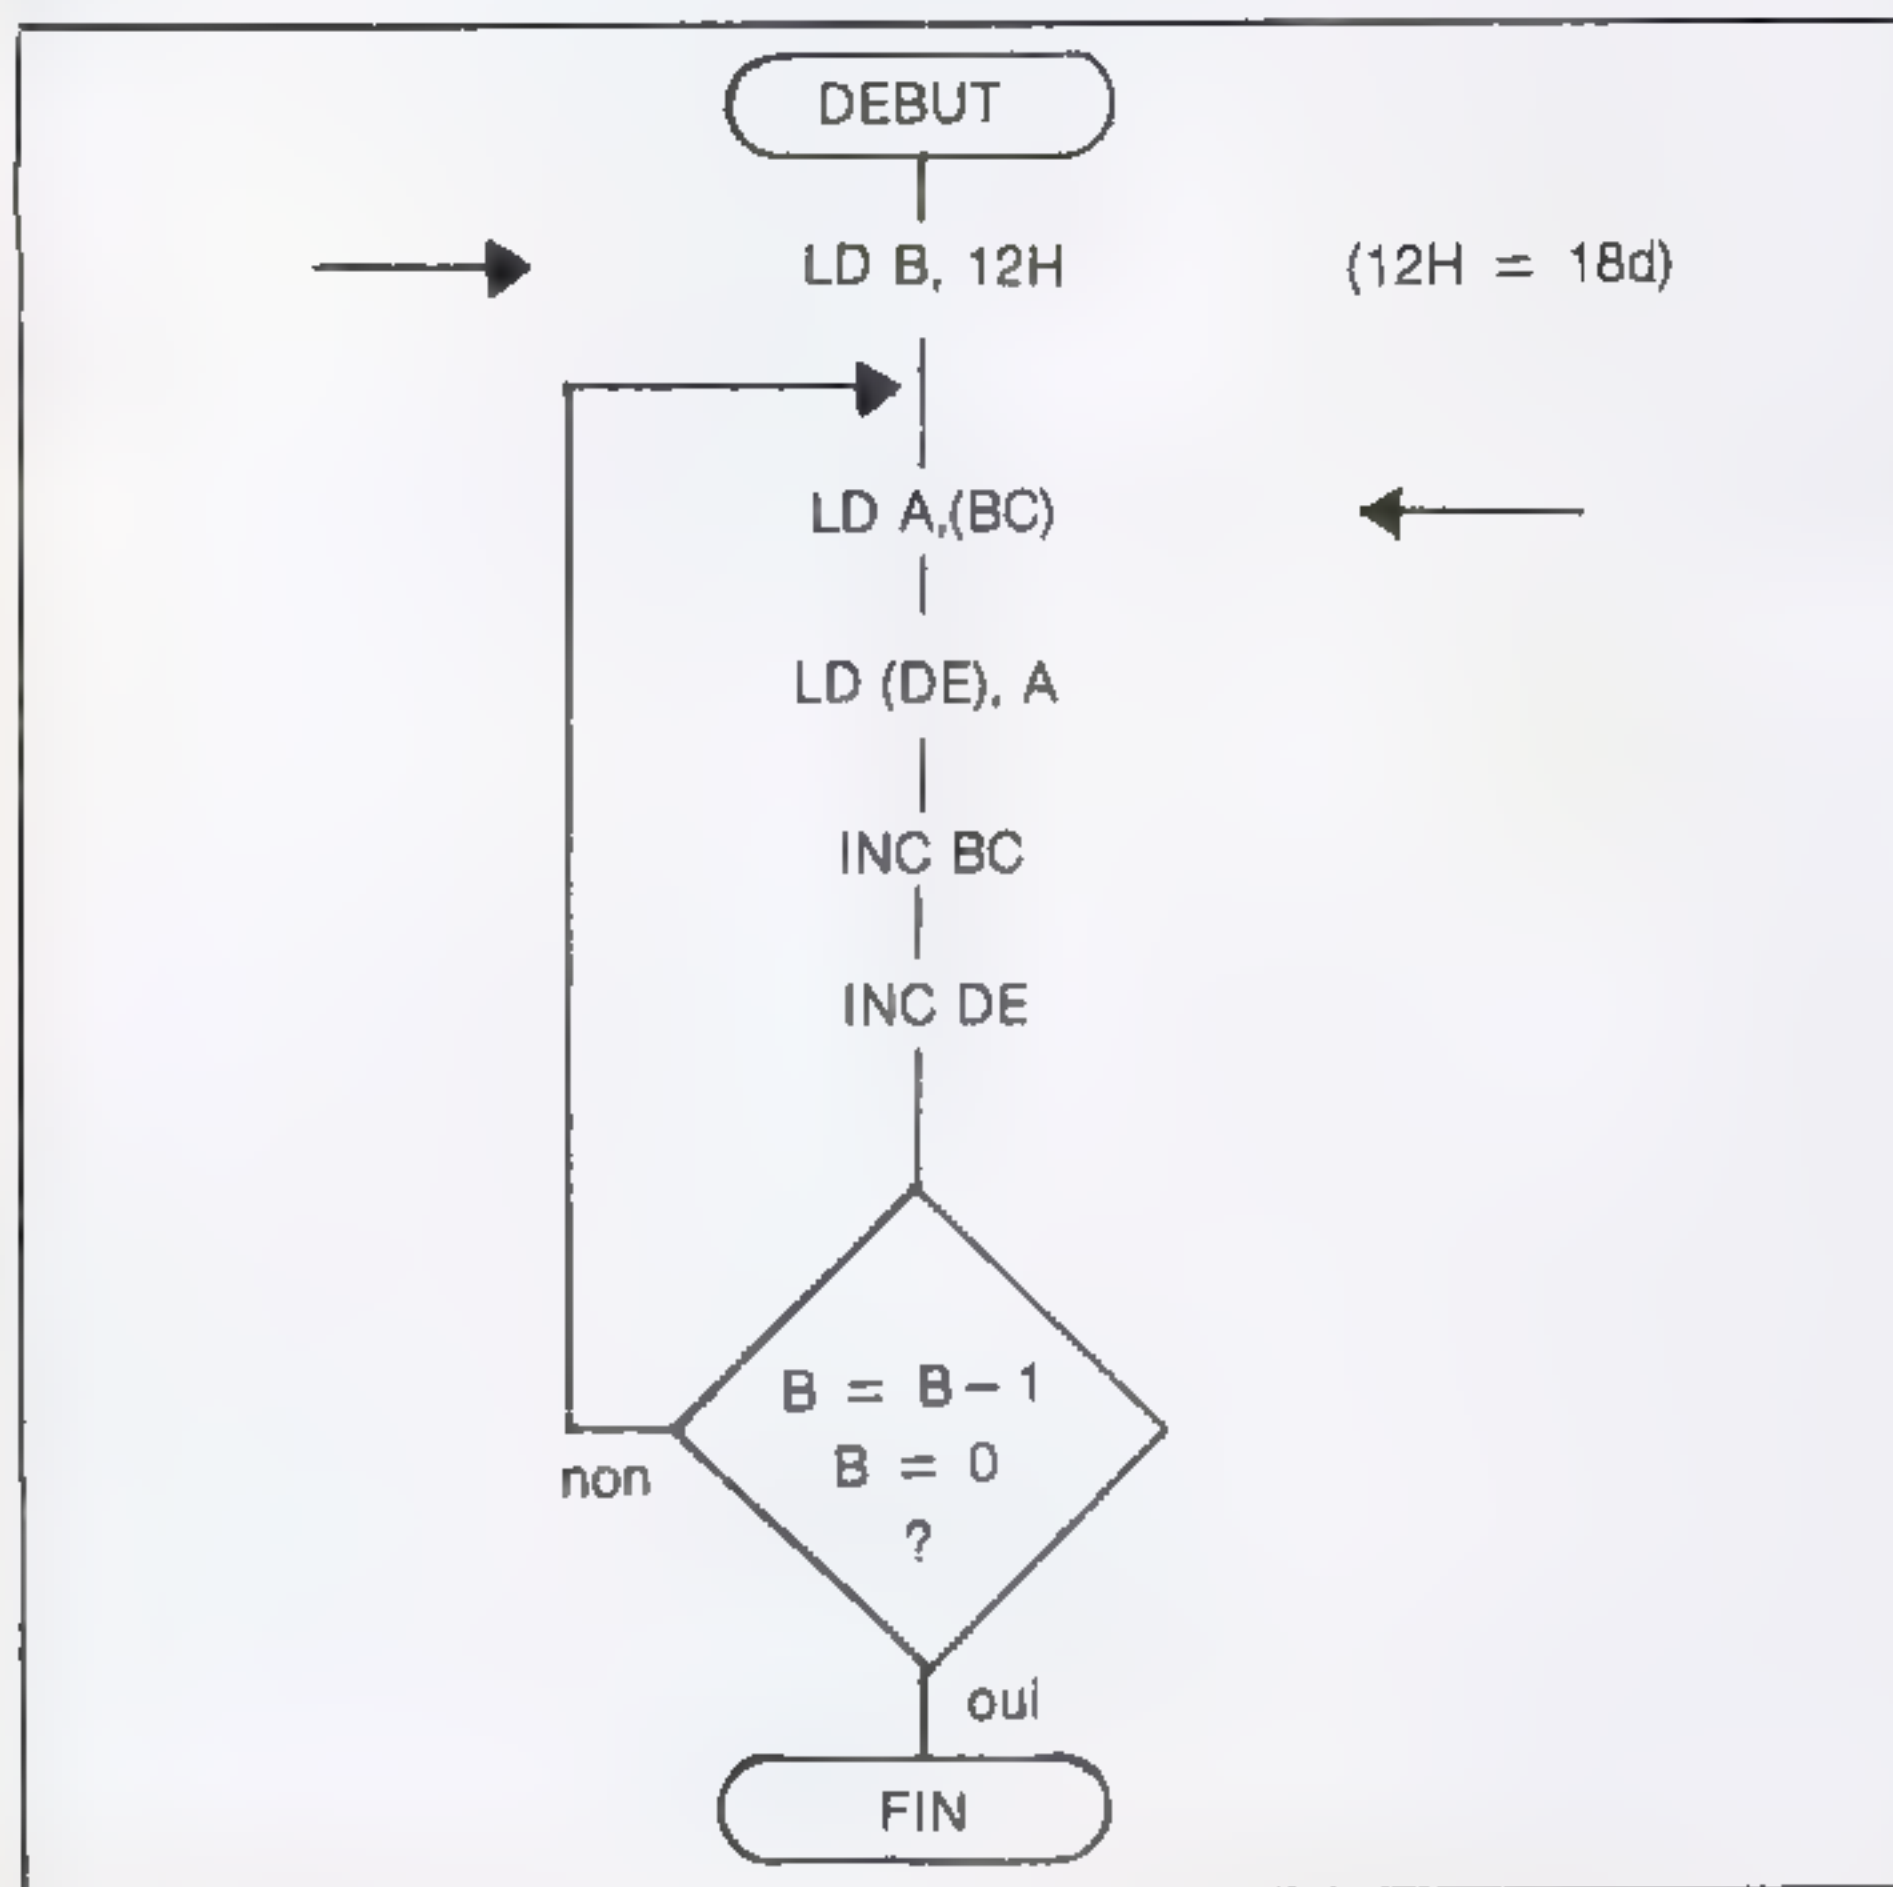 DEBUT
LD B, 12H (12H = 18d)
LD A,(BC)
LD (DE), A
INC BC
INC DE
B = B-1
B = 0
?
non
oui
FIN